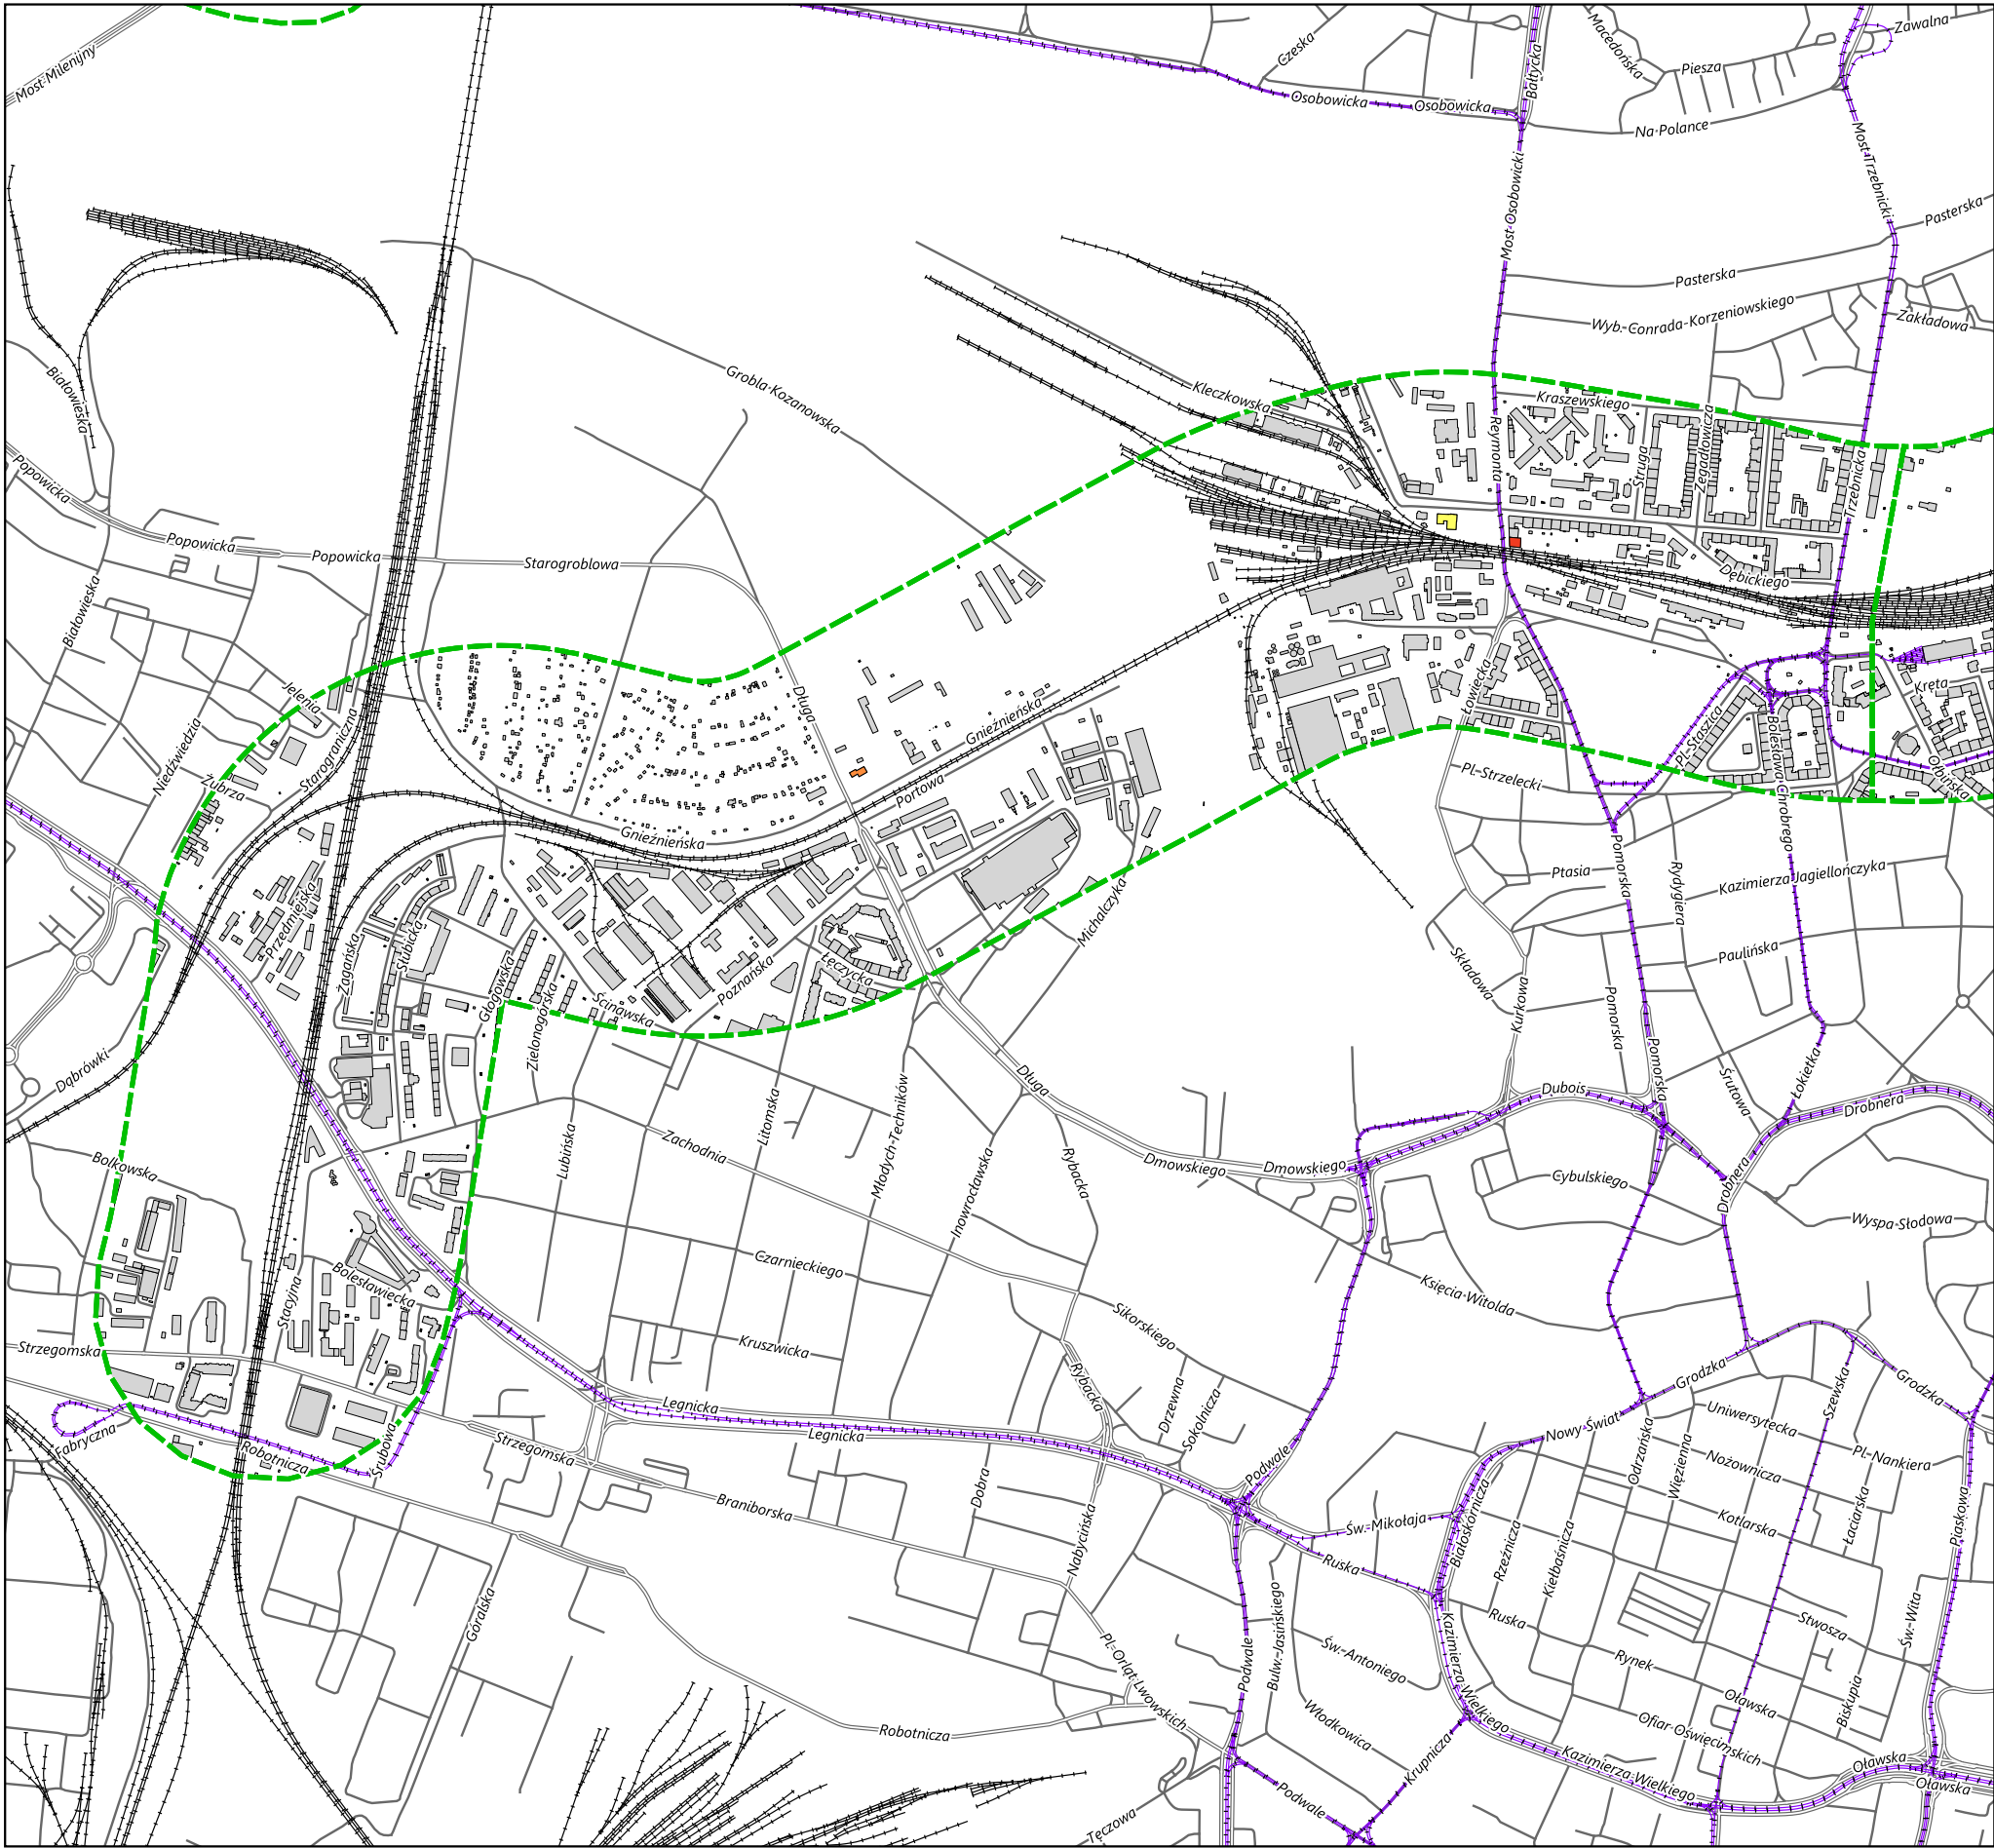 Most Milenijny
Czeska
Bałtycka
Macedońska
Piesza
Zawalna
Osobowicka
Osobowicka
Na Polance
Most Trzebnicki
Most Osobowicki
Pasterska
Pasterska
Wyb. Conrada-Korzeniowskiego
Zakładowa
Białowieska
Grobla Kozanowska
Kleczkowska
Kraszewskiego
Reymonta
Struga
Zegadłowicza
Trzebnicka
Popowicka
Popowicka
Popowicka
Starogroblowa
Dębickiego
Białowieska
Jelenia
Niedźwiedzia
Starograniczna
Żubrza
Długa
Gnieźnieńska
Portowa
Gnieźnieńska
Łowiecka
Pl. Staszica
Bolesława Chrobrego
Kręta
Ołbińska
Pl. Strzelecki
Ptasia
Pomorska
Rydygiera
Kazimierza Jagiellończyka
Paulińska
Przedmiejska
Żagańska
Słubicka
Głogowska
Zielonogórska
Ścinawska
Poznańska
Łęczycka
Michalczyka
Składowa
Kurkowa
Pomorska
Pomorska
Śrutowa
Łokietka
Drobnera
Dąbrówki
Długa
Dubois
Lubińska
Zachodnia
Litomska
Młodych Techników
Inowrocławska
Rybacka
Dmowskiego
Dmowskiego
Cybulskiego
Drobnera
Wyspa Słodowa
Bolkowska
Czarnieckiego
Księcia Witolda
Stacyjna
Bolesławiecka
Sikorskiego
Kruszwicka
Strzegomska
Rybacka
Drzewna
Sokolnicza
Grodzka
Szewska
Grodzka
Legnicka
Legnicka
Fabryczna
Robotnicza
Śrubowa
Strzegomska
Nowy Świat
Uniwersytecka
Odrzańska
Więzienna
Nożownicza
Pl. Nankiera
Podwale
Braniborska
Dobra
Nabycińska
Św. Mikołaja
Białoskórnicza
Rzeźnicza
Kiełbaśnicza
Kotlarska
Łaciarska
Piaskowa
Ruska
Góralska
Pl. Orląt Lwowskich
Podwale
Bulw. Jasińskiego
Św. Antoniego
Kazimierza Wielkiego
Ruska
Rynek
Stwosza
Św. Wita
Biskupia
Oławska
Ofiar Oświęcimskich
Robotnicza
Włodkowica
Krupnicza
Kazimierza Wielkiego
Oławska
Oławska
Tęczowa
Podwale